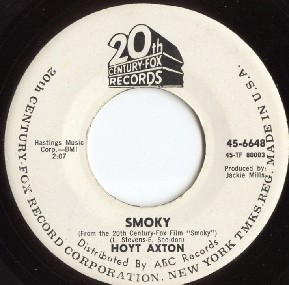 20th
CENTURY-FOX
RECORDS
Hastings Music
Corp.-BMI
2:07
45-6648
45-TF 80003
Produced by:
Jackie Mills
SMOKY
(From the 20th Century-Fox Film "Smoky")
(L. Stevens-E. Sheldon)
HOYT AXTON
Distributed By ABC Records
20th CENTURY-FOX RECORD CORPORATION, NEW YORK TMKS. REG. MADE IN U.S.A.